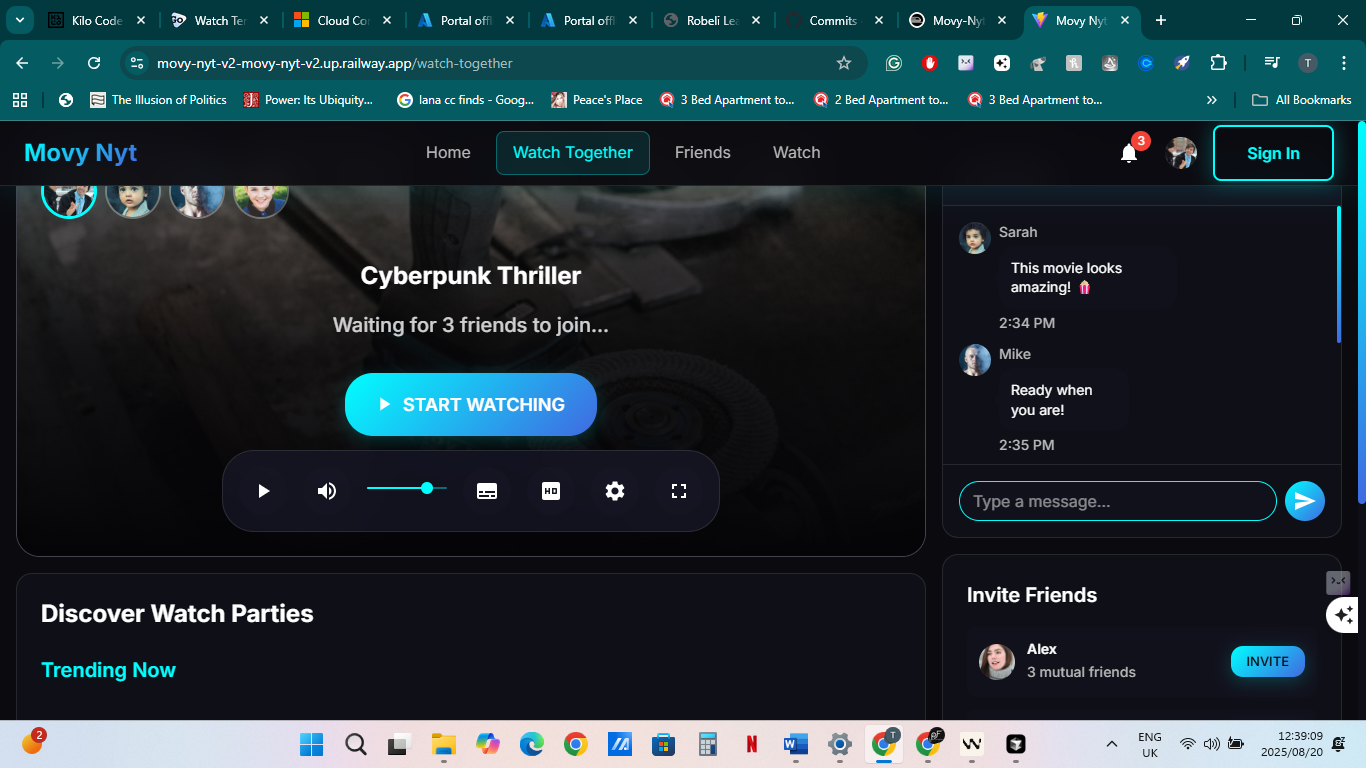 Kilo Code
Watch Ter
Cloud Cor
Portal offl
Portal offl
Robeli Lea
Commits
Movy-Nyt
Movy Nyt
movy-nyt-v2-movy-nyt-v2.up.railway.app/watch-together
T
The Illusion of Politics
Power: Its Ubiquity...
lana cc finds - Goog...
Peace's Place
3 Bed Apartment to...
2 Bed Apartment to...
3 Bed Apartment to...
All Bookmarks
Movy Nyt
Home
Watch Together
Friends
Watch
3
Sign In
Cyberpunk Thriller
Waiting for 3 friends to join...
START WATCHING
HD
Sarah
This movie looks
amazing! 🍿
2:34 PM
Mike
Ready when
you are!
2:35 PM
Type a message...
Discover Watch Parties
Trending Now
Invite Friends
Alex
3 mutual friends
INVITE
2
ENG
UK
12:39:09
2025/08/20